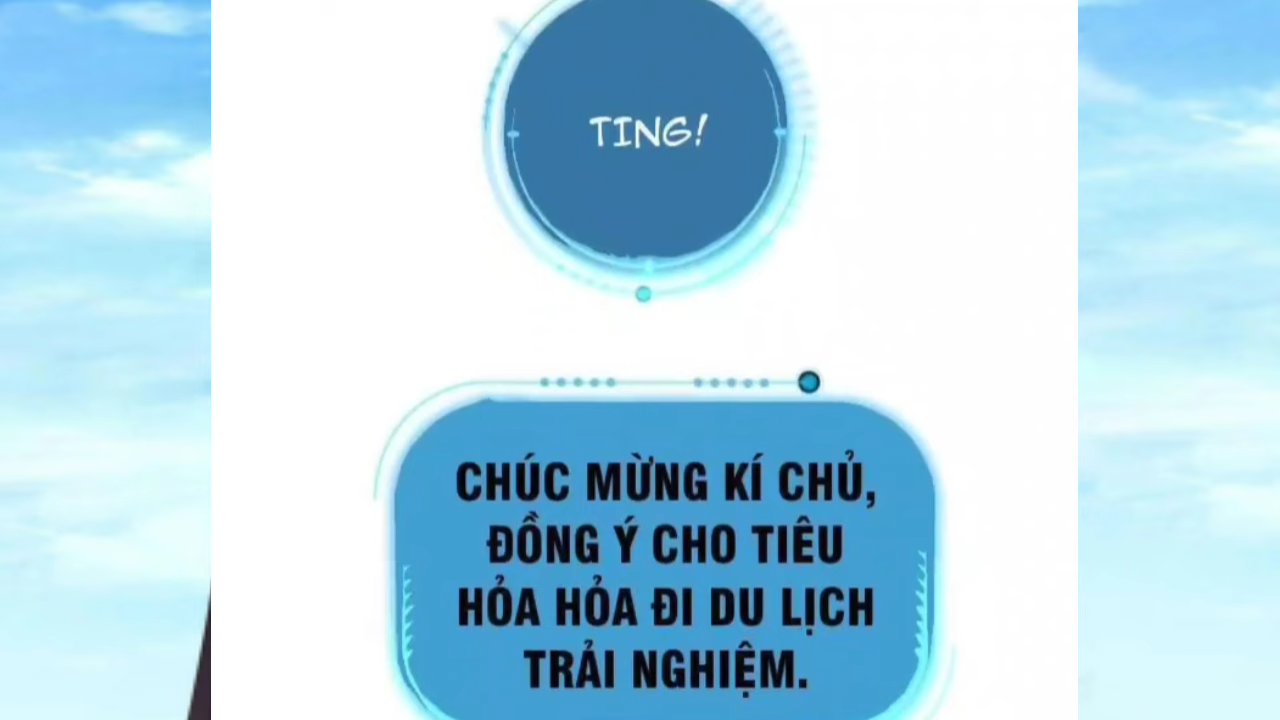 TING!
CHÚC MỪNG KÍ CHỦ,
ĐỒNG Ý CHO TIÊU
HỎA HỎA ĐI DU LỊCH
TRẢI NGHIỆM.